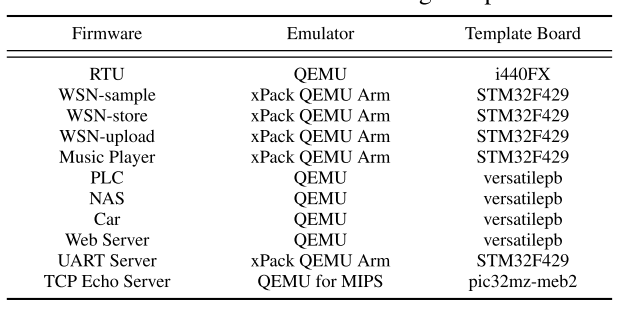 Firmware Emulator Template Board
RTU QEMU i440FX
WSN-sample xPack QEMU Arm STM32F429
WSN-store xPack QEMU Arm STM32F429
WSN-upload xPack QEMU Arm STM32F429
Music Player xPack QEMU Arm STM32F429
PLC QEMU versatilepb
NAS QEMU versatilepb
Car QEMU versatilepb
Web Server QEMU versatilepb
UART Server xPack QEMU Arm STM32F429
TCP Echo Server QEMU for MIPS pic32mz-meb2